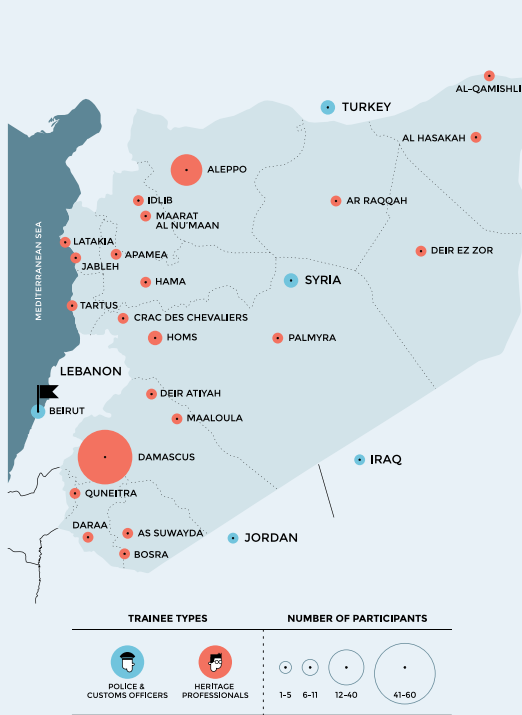 TURKEY
AL-QAMISHLI
AL HASAKAH
ALEPPO
IDLIB
AR RAQQAH
MAARAT
AL NU'MAAN
MEDITERRANEAN SEA
LATAKIA
APAMEA
DEIR EZ ZOR
JABLEH
HAMA
SYRIA
TARTUS
CRAC DES CHEVALIERS
HOMS
PALMYRA
LEBANON
DEIR ATIYAH
BEIRUT
MAALOULA
DAMASCUS
IRAQ
QUNEITRA
DARAA
AS SUWAYDA
JORDAN
BOSRA
TRAINEE TYPES
NUMBER OF PARTICIPANTS
POLICE &
CUSTOMS OFFICERS
HERITAGE
PROFESSIONALS
1-5
6-11
12-40
41-60